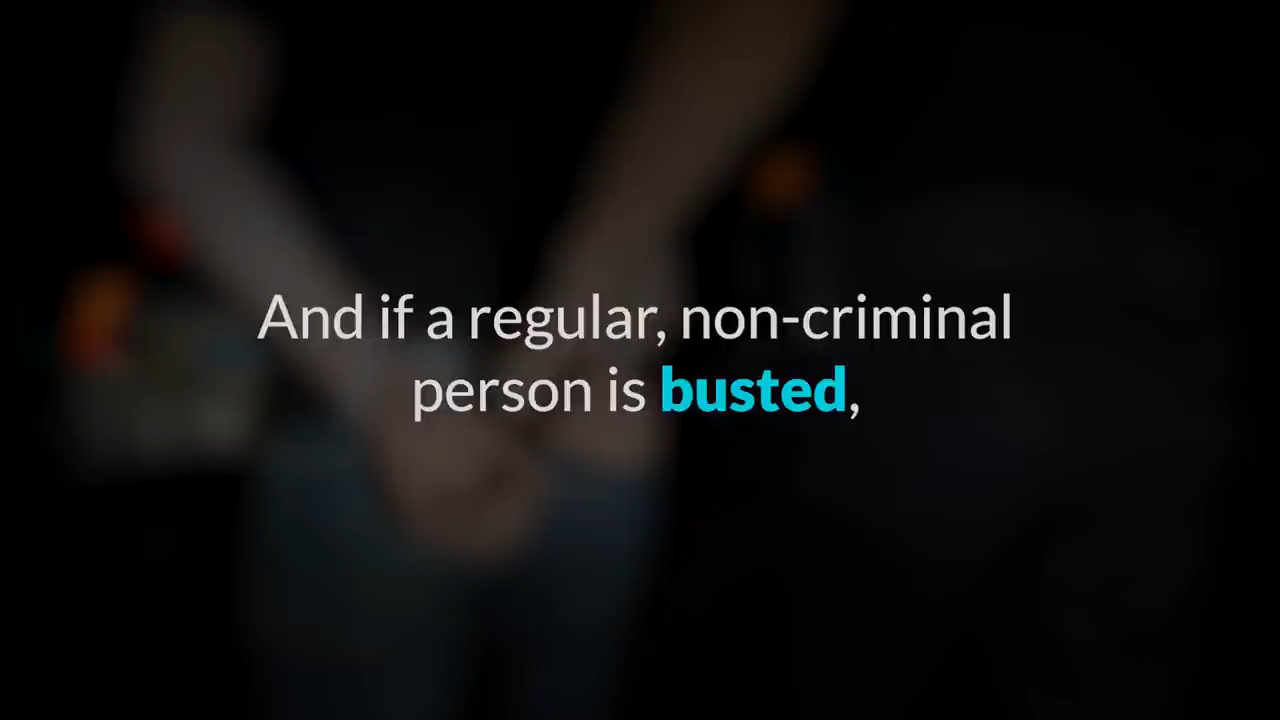 And if a regular, non-criminal
person is busted,